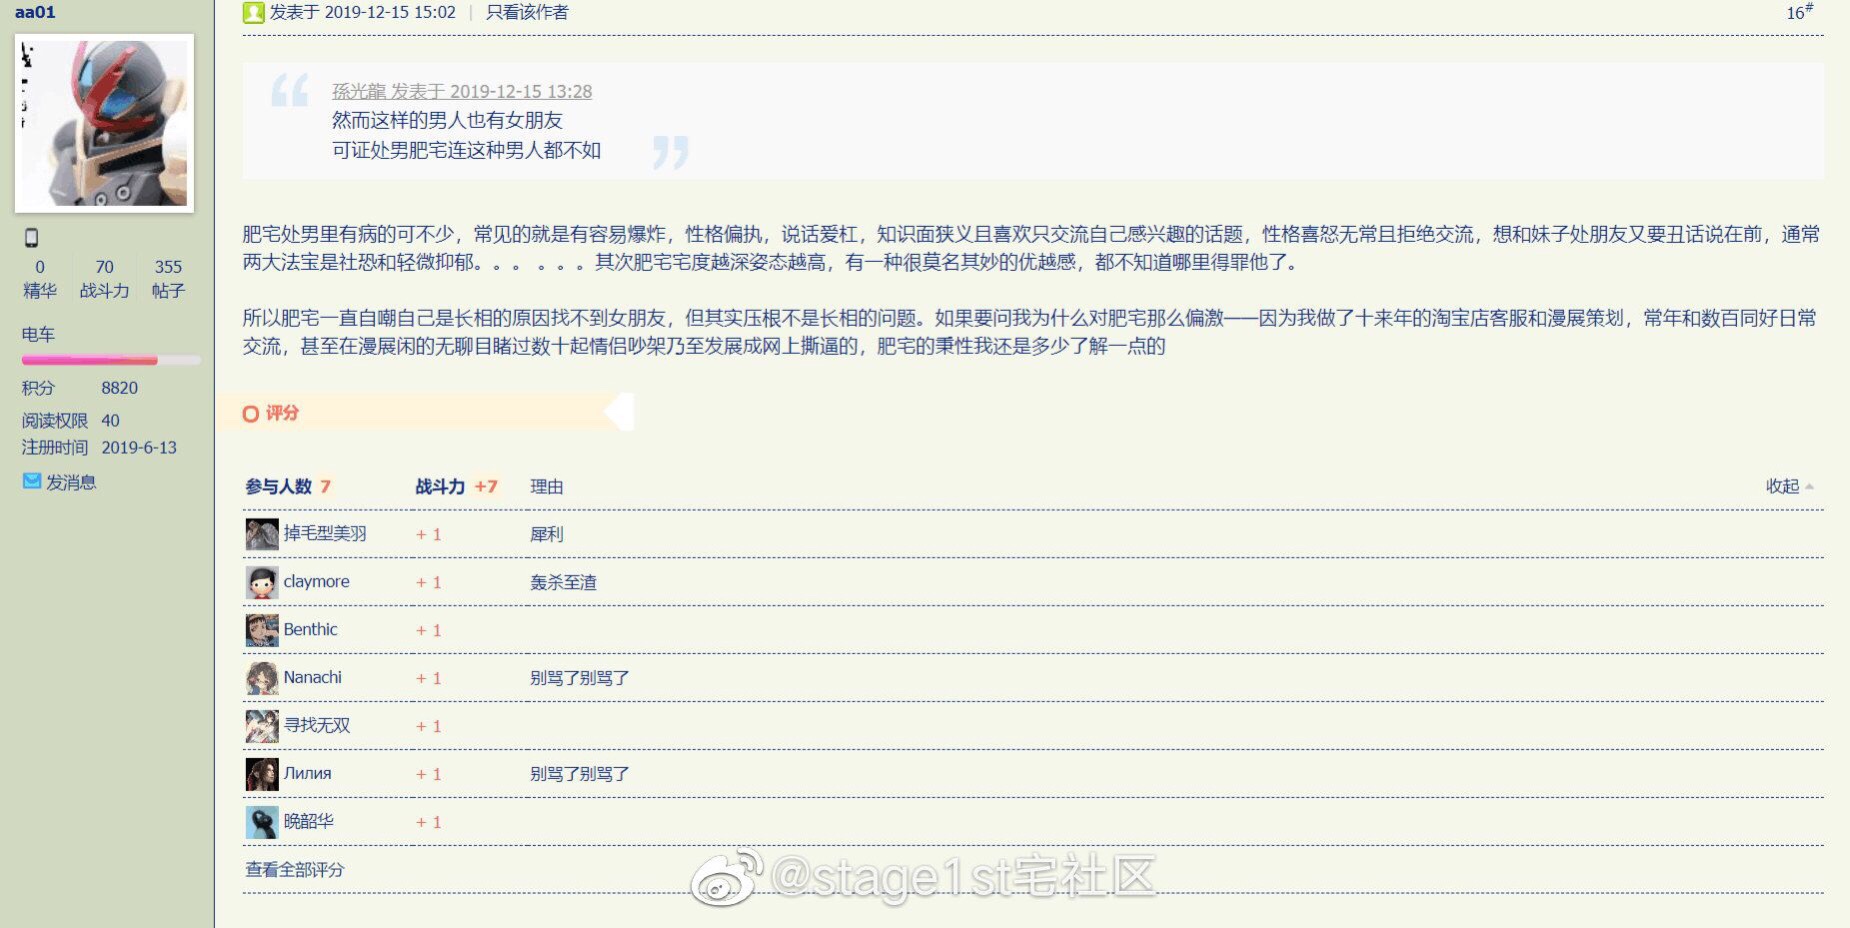 aa01
发表于 2019-12-15 15:02 | 只看该作者
16#
孫光龍 发表于 2019-12-15 13:28
然而这样的男人也有女朋友
可证处男肥宅连这种男人都不如
0 70 355
精华 战斗力 帖子
电车
积分 8820
阅读权限 40
注册时间 2019-6-13
发消息
肥宅处男里有病的可不少，常见的就是有容易爆炸，性格偏执，说话爱杠，知识面狭义且喜欢只交流自己感兴趣的话题，性格喜怒无常且拒绝交流，想和妹子处朋友又要丑话说在前，通常
两大法宝是社恐和轻微抑郁。。。 。。。其次肥宅宅度越深姿态越高，有一种很莫名其妙的优越感，都不知道哪里得罪他了。
所以肥宅一直自嘲自己是长相的原因找不到女朋友，但其实压根不是长相的问题。如果要问我为什么对肥宅那么偏激——因为我做了十来年的淘宝店客服和漫展策划，常年和数百同好日常
交流，甚至在漫展闲的无聊目睹过数十起情侣吵架乃至发展成网上撕逼的，肥宅的秉性我还是多少了解一点的
评分
参与人数 7 战斗力 +7 理由 收起
掉毛型美羽 + 1 犀利
claymore + 1 轰杀至渣
Benthic + 1
Nanachi + 1 别骂了别骂了
寻找无双 + 1
Лилия + 1 别骂了别骂了
晚韶华 + 1
查看全部评分
@stage1st宅社区